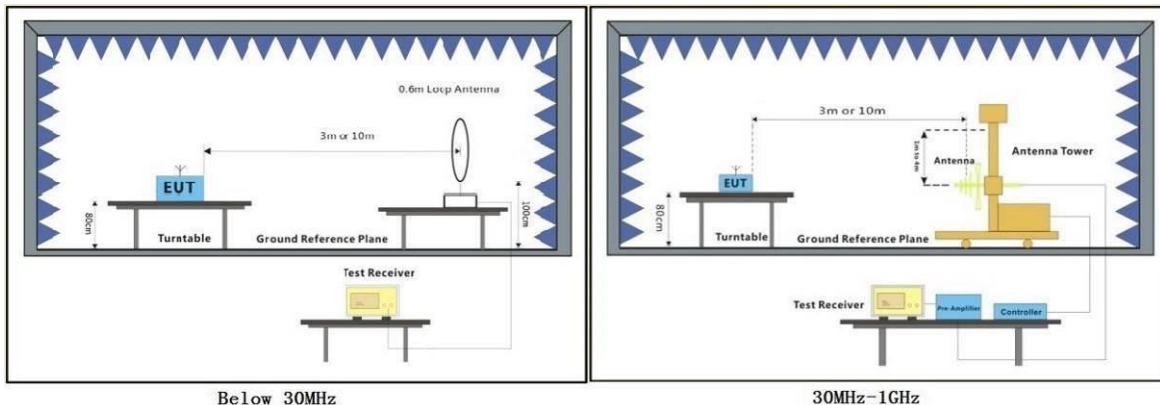 0.6m Loop Antenna
3m or 10m
EUT
80cm
100cm
Turntable
Ground Reference Plane
Test Receiver
Below 30MHz
3m or 10m
1m to 4m
Antenna
Antenna Tower
EUT
80cm
Turntable
Ground Reference Plane
Test Receiver
Pre-Amplifier
Controller
30MHz-1GHz